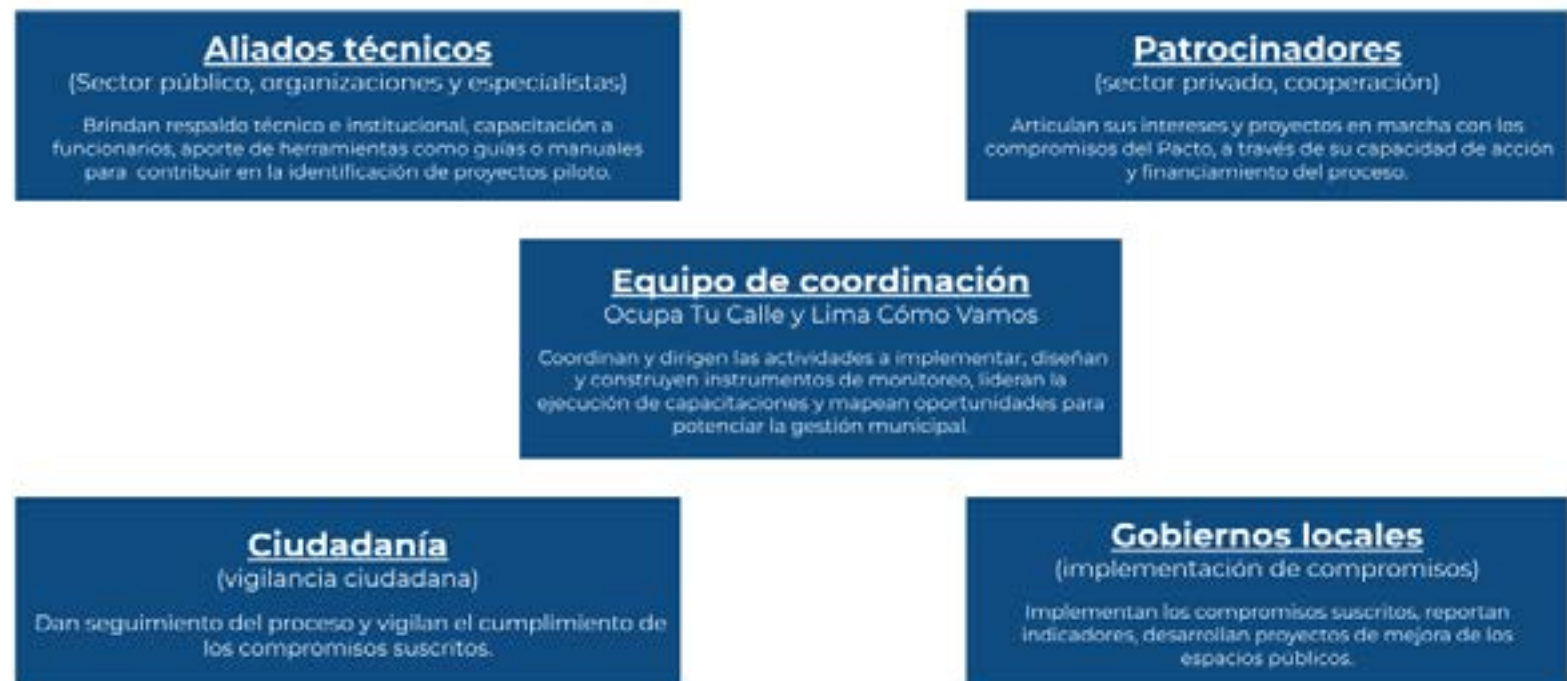 Aliados técnicos
(Sector público, organizaciones y especialistas)
Brindan respaldo técnico e institucional, capacitación a
funcionarios, aporte de herramientas como guías o manuales
para contribuir en la identificación de proyectos piloto.
Patrocinadores
(sector privado, cooperación)
Articulan sus intereses y proyectos en marcha con los
compromisos del Pacto, a través de su capacidad de acción
y financiamiento del proceso.
Equipo de coordinación
Ocupa Tu Calle y Lima Cómo Vamos
Coordinan y dirigen las actividades a implementar, diseñan
y construyen instrumentos de monitoreo, lideran la
ejecución de capacitaciones y mapean oportunidades para
potenciar la gestión municipal.
Ciudadanía
(vigilancia ciudadana)
Dan seguimiento del proceso y vigilan el cumplimiento de
los compromisos suscritos.
Gobiernos locales
(implementación de compromisos)
Implementan los compromisos suscritos, reportan
indicadores, desarrollan proyectos de mejora de los
espacios públicos.